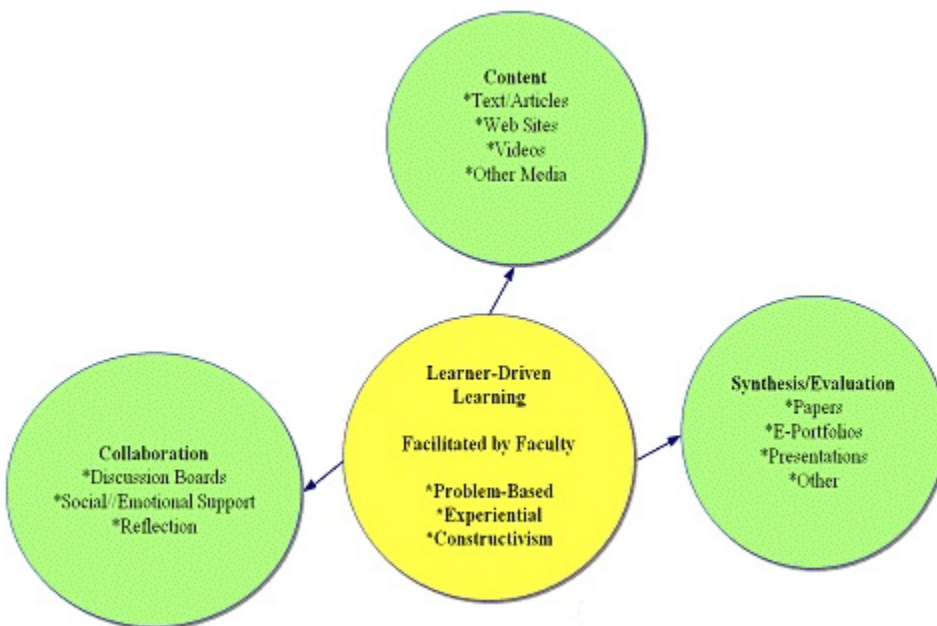 Content
*Text/Articles
*Web Sites
*Videos
*Other Media
Learner-Driven
Learning
Facilitated by Faculty
*Problem-Based
*Experiential
*Constructivism
Collaboration
*Discussion Boards
*Social//Emotional Support
*Reflection
Synthesis/Evaluation
*Papers
*E-Portfolios
*Presentations
*Other